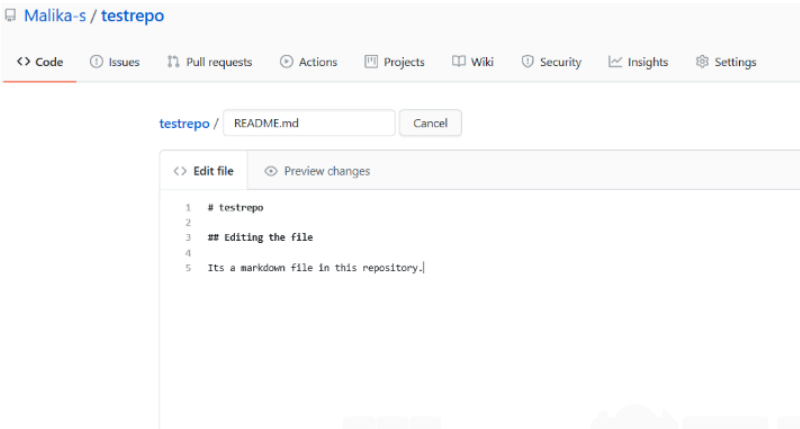 Malika-s / testrepo
<> Code Issues Pull requests Actions Projects Wiki Security Insights Settings
testrepo / README.md Cancel
<> Edit file Preview changes
1 # testrepo
2
3 ## Editing the file
4
5 Its a markdown file in this repository.